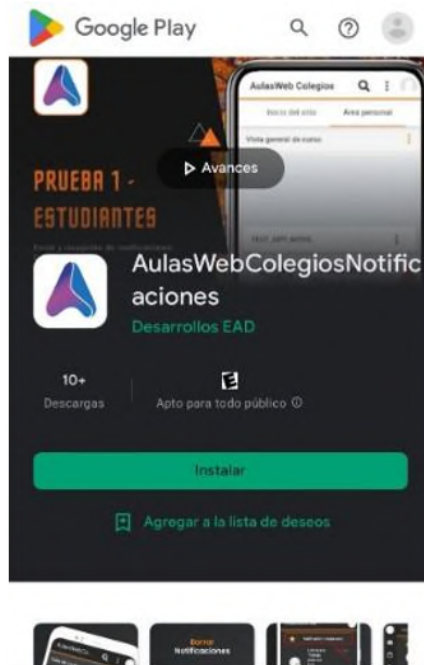 Google Play
AulasWeb Colegios
Inicio del sitio
Área personal
Vista general de curso
Avances
PRUEBA 1 -
ESTUDIANTES
AulasWebColegiosNotific
aciones
Desarrollos EAD
10+
Descargas
E
Apto para todo público
Instalar
Agregar a la lista de deseos
Borrar
Notificaciones